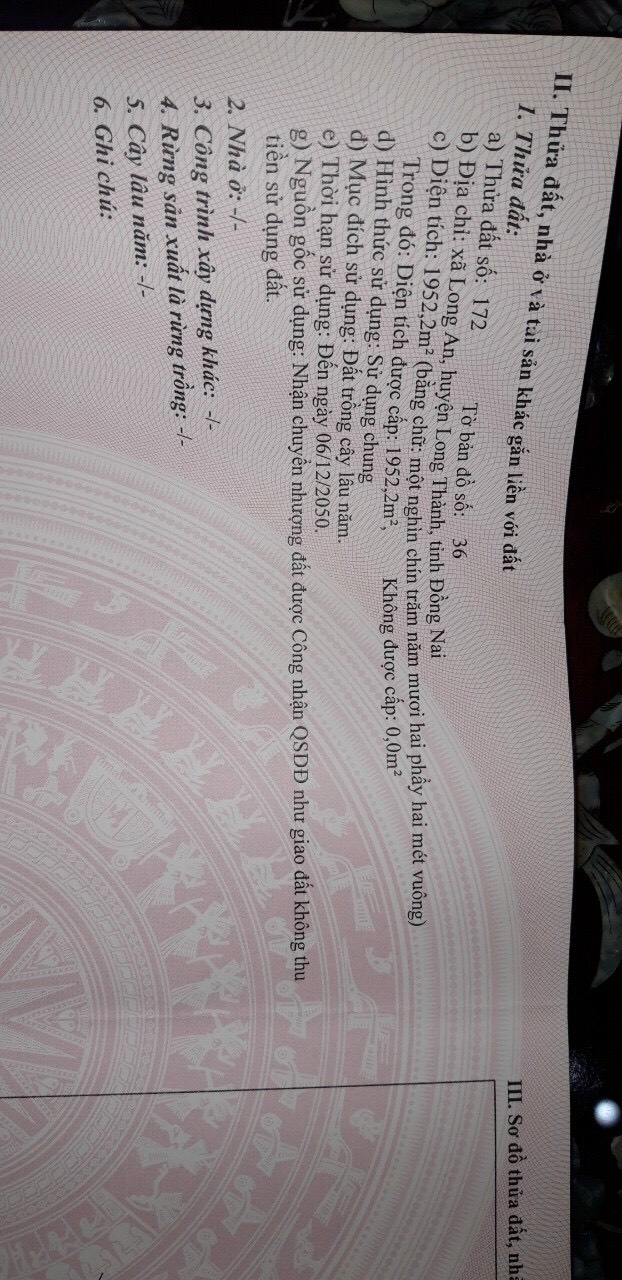 II. Thửa đất, nhà ở và tài sản khác gắn liền với đất
1. Thửa đất:
a) Thửa đất số: 172 Tờ bản đồ số: 36
b) Địa chỉ: xã Long An, huyện Long Thành, tỉnh Đồng Nai
c) Diện tích: 1952,2m² (bằng chữ: một nghìn chín trăm năm mươi hai phẩy hai mét vuông)
Trong đó: Diện tích được cấp: 1952,2m², Không được cấp: 0,0m²
d) Hình thức sử dụng: Sử dụng chung
đ) Mục đích sử dụng: Đất trồng cây lâu năm.
e) Thời hạn sử dụng: Đến ngày 06/12/2050.
g) Nguồn gốc sử dụng: Nhận chuyển nhượng đất được Công nhận QSDĐ như giao đất không thu
tiền sử dụng đất.
2. Nhà ở: -/-
3. Công trình xây dựng khác: -/-
4. Rừng sản xuất là rừng trồng: -/-
5. Cây lâu năm: -/-
6. Ghi chú:
III. Sơ đồ thửa đất,